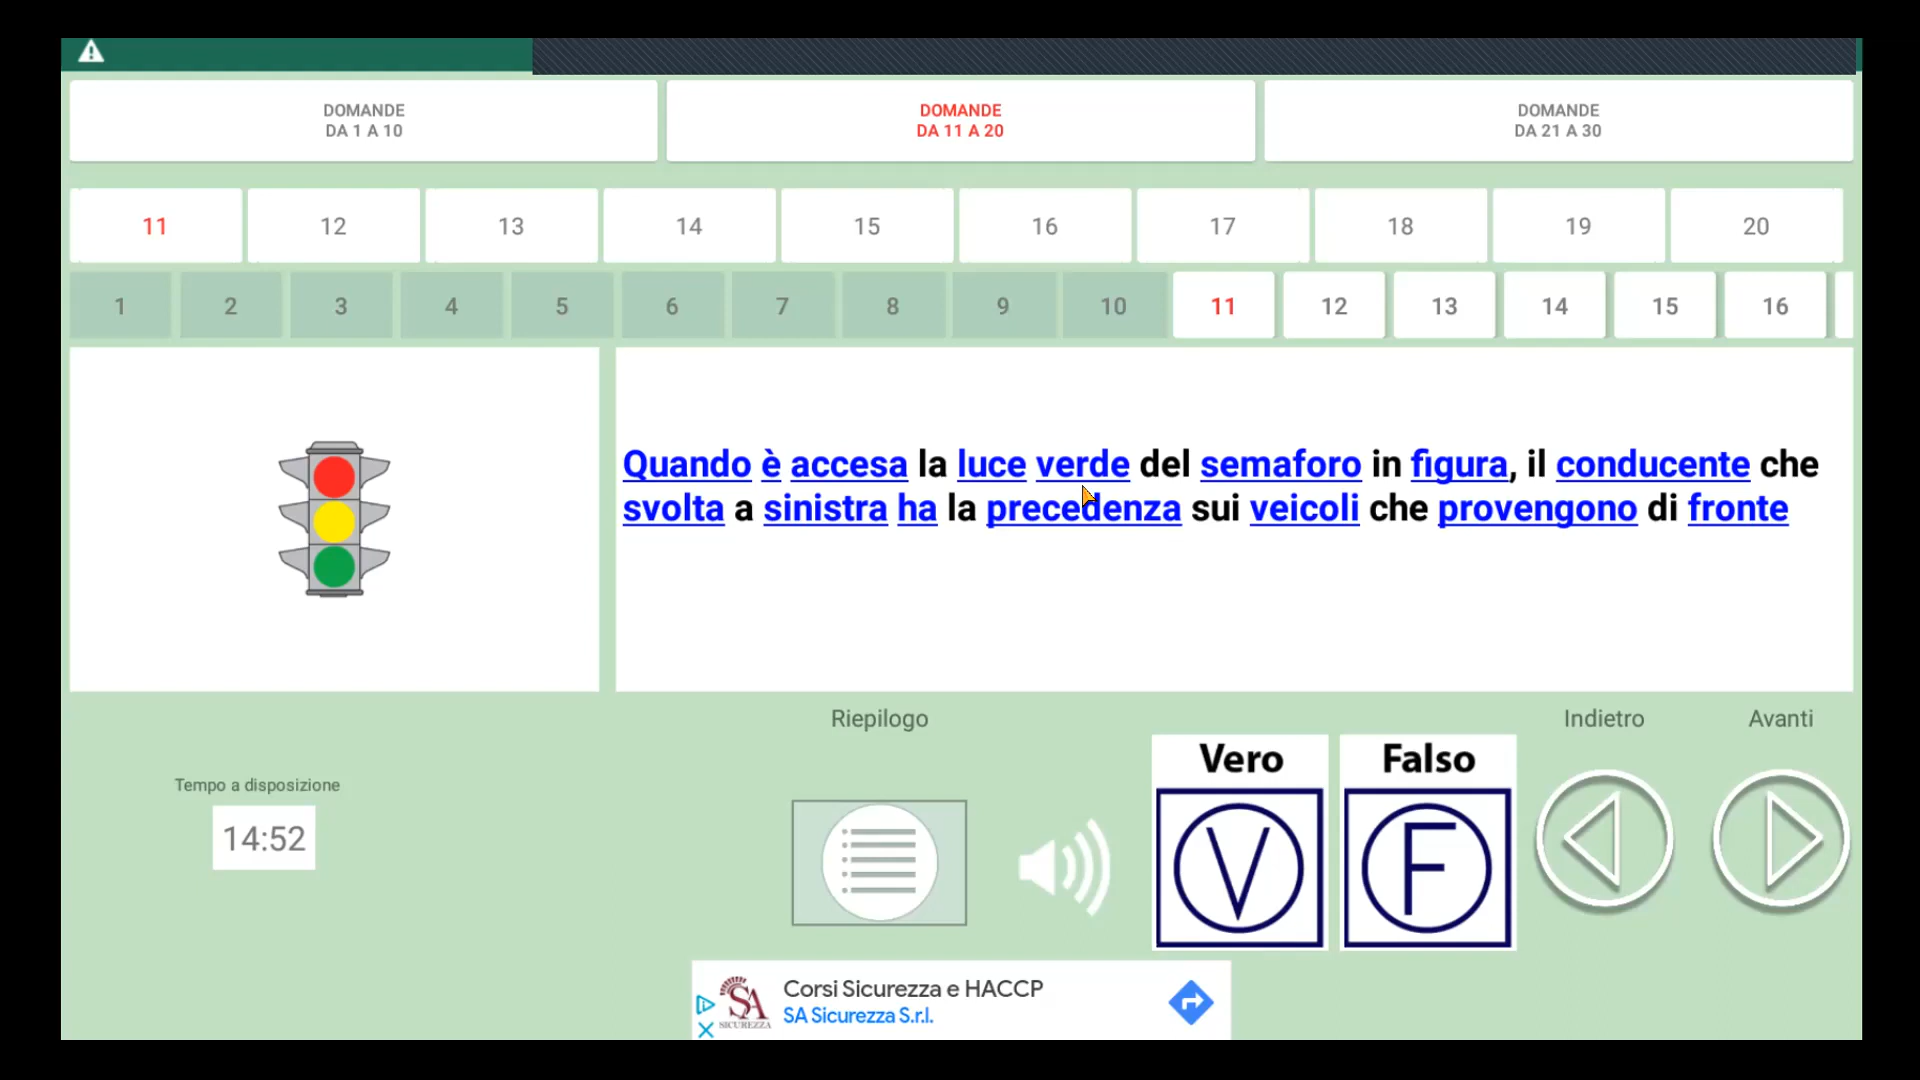 DOMANDE
DA 1 A 10
DOMANDE
DA 11 A 20
DOMANDE
DA 21 A 30
11 12 13 14 15 16 17 18 19 20
1 2 3 4 5 6 7 8 9 10 11 12 13 14 15 16
Quando è accesa la luce verde del semaforo in figura, il conducente che
svolta a sinistra ha la precedenza sui veicoli che provengono di fronte
Riepilogo
Indietro
Avanti
Vero
Falso
V
F
Tempo a disposizione
14:52
SA
SICUREZZA
Corsi Sicurezza e HACCP
SA Sicurezza S.r.l.